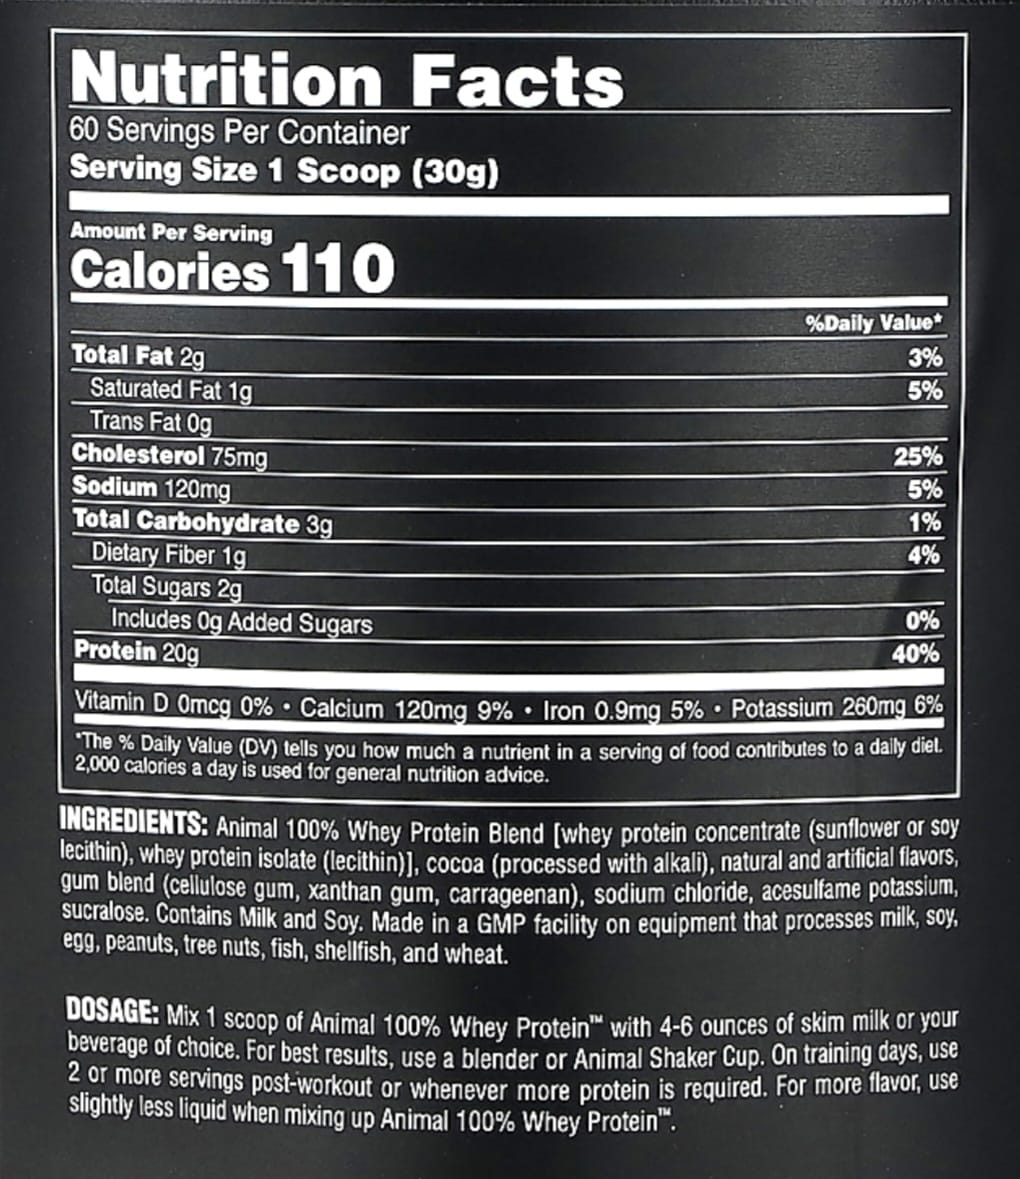 Nutrition Facts
60 Servings Per Container
Serving Size 1 Scoop (30g)
Amount Per Serving
Calories 110
%Daily Value*
Total Fat 2g 3%
Saturated Fat 1g 5%
Trans Fat 0g
Cholesterol 75mg 25%
Sodium 120mg 5%
Total Carbohydrate 3g 1%
Dietary Fiber 1g 4%
Total Sugars 2g
Includes 0g Added Sugars 0%
Protein 20g 40%
Vitamin D 0mcg 0% • Calcium 120mg 9% • Iron 0.9mg 5% • Potassium 260mg 6%
*The % Daily Value (DV) tells you how much a nutrient in a serving of food contributes to a daily diet.
2,000 calories a day is used for general nutrition advice.
INGREDIENTS: Animal 100% Whey Protein Blend [whey protein concentrate (sunflower or soy
lecithin), whey protein isolate (lecithin)], cocoa (processed with alkali), natural and artificial flavors,
gum blend (cellulose gum, xanthan gum, carrageenan), sodium chloride, acesulfame potassium,
sucralose. Contains Milk and Soy. Made in a GMP facility on equipment that processes milk, soy,
egg, peanuts, tree nuts, fish, shellfish, and wheat.
DOSAGE: Mix 1 scoop of Animal 100% Whey Protein™ with 4-6 ounces of skim milk or your
beverage of choice. For best results, use a blender or Animal Shaker Cup. On training days, use
2 or more servings post-workout or whenever more protein is required. For more flavor, use
slightly less liquid when mixing up Animal 100% Whey Protein™.